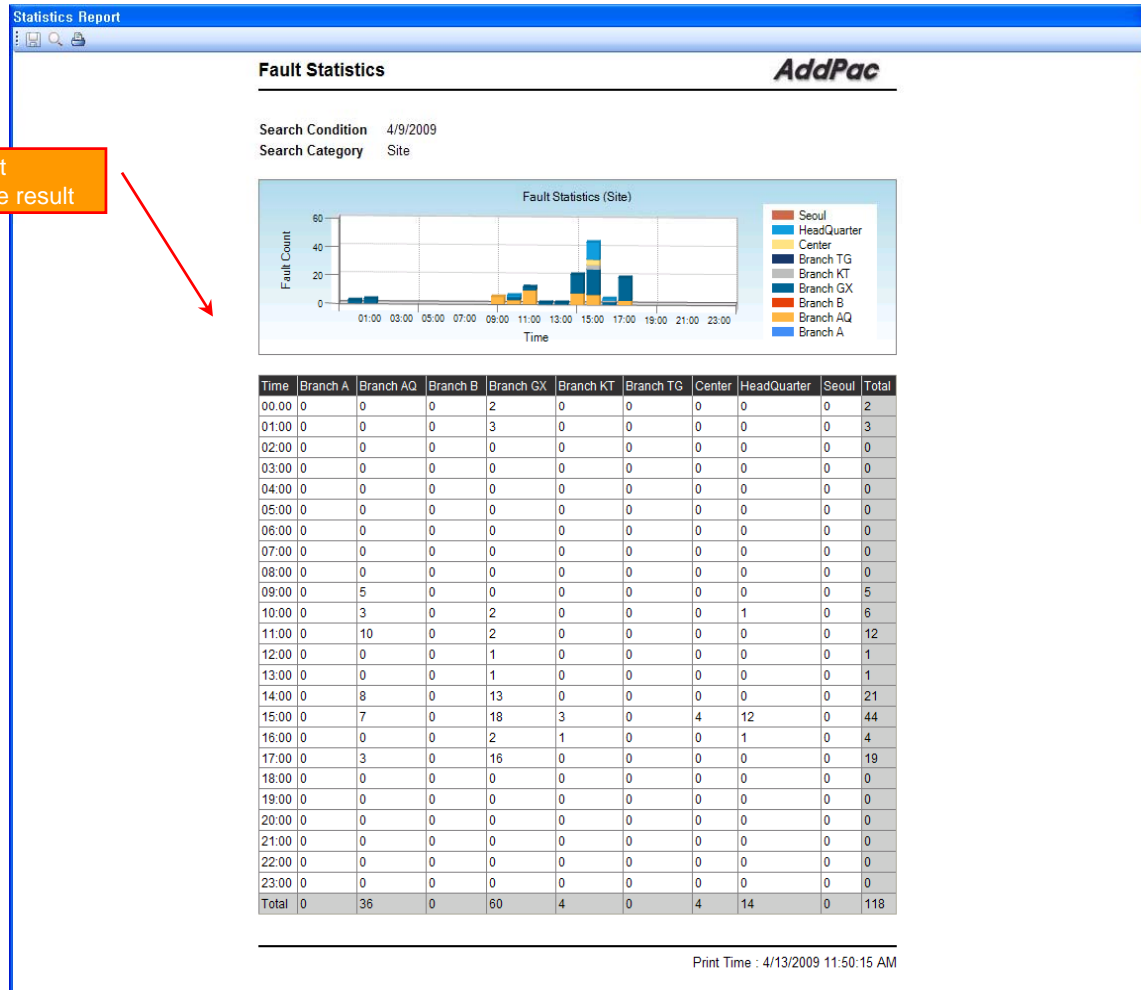 Statistics Report
Fault Statistics
AddPac
Search Condition 4/9/2009
Search Category Site
result
Fault Statistics (Site)
Fault Count
60
40
20
0
01:00 03:00 05:00 07:00 09:00 11:00 13:00 15:00 17:00 19:00 21:00 23:00
Time
Seoul
HeadQuarter
Center
Branch TG
Branch KT
Branch GX
Branch B
Branch AQ
Branch A
Time Branch A Branch AQ Branch B Branch GX Branch KT Branch TG Center HeadQuarter Seoul Total
00:00 0 0 0 2 0 0 0 0 0 2
01:00 0 0 0 3 0 0 0 0 0 3
02:00 0 0 0 0 0 0 0 0 0 0
03:00 0 0 0 0 0 0 0 0 0 0
04:00 0 0 0 0 0 0 0 0 0 0
05:00 0 0 0 0 0 0 0 0 0 0
06:00 0 0 0 0 0 0 0 0 0 0
07:00 0 0 0 0 0 0 0 0 0 0
08:00 0 0 0 0 0 0 0 0 0 0
09:00 0 5 0 0 0 0 0 0 0 5
10:00 0 3 0 2 0 0 0 1 0 6
11:00 0 10 0 2 0 0 0 0 0 12
12:00 0 0 0 1 0 0 0 0 0 1
13:00 0 0 0 1 0 0 0 0 0 1
14:00 0 8 0 13 0 0 0 0 0 21
15:00 0 7 0 18 3 0 4 12 0 44
16:00 0 0 0 2 1 0 0 1 0 4
17:00 0 3 0 16 0 0 0 0 0 19
18:00 0 0 0 0 0 0 0 0 0 0
19:00 0 0 0 0 0 0 0 0 0 0
20:00 0 0 0 0 0 0 0 0 0 0
21:00 0 0 0 0 0 0 0 0 0 0
22:00 0 0 0 0 0 0 0 0 0 0
23:00 0 0 0 0 0 0 0 0 0 0
Total 0 36 0 60 4 0 4 14 0 118
Print Time : 4/13/2009 11:50:15 AM